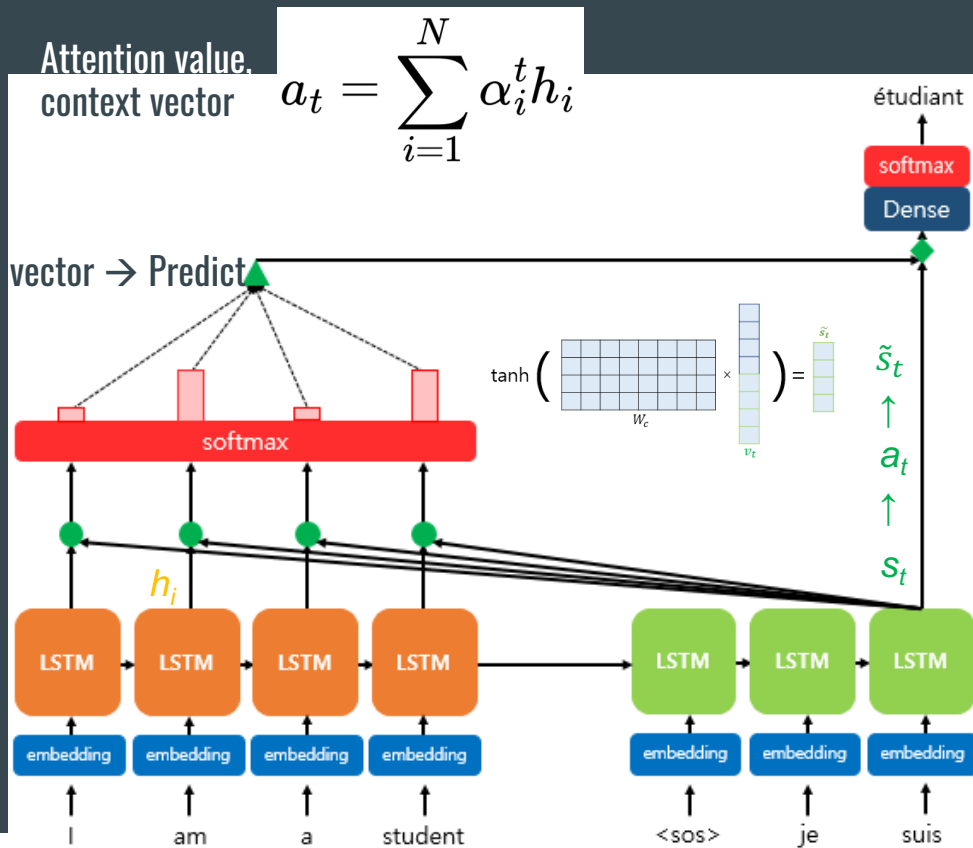 Attention value,
context vector
a_t = \sum_{i=1}^{N} \alpha_i^t h_i
étudiant
softmax
Dense
vector → Predict
tanh ( W_c × v_t ) = s̃_t
s̃_t
↑
a_t
↑
s_t
softmax
h_i
LSTM LSTM LSTM LSTM LSTM LSTM LSTM
embedding embedding embedding embedding embedding embedding embedding
I am a student <sos> je suis